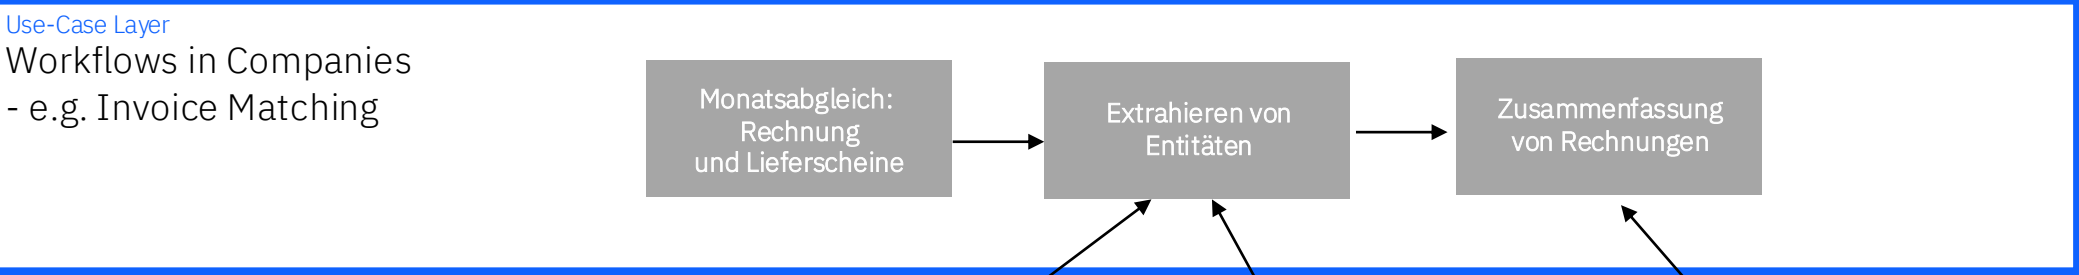 Use-Case Layer
Workflows in Companies
- e.g. Invoice Matching
Monatsabgleich:
Rechnung
und Lieferscheine
Extrahieren von
Entitäten
Zusammenfassung
von Rechnungen